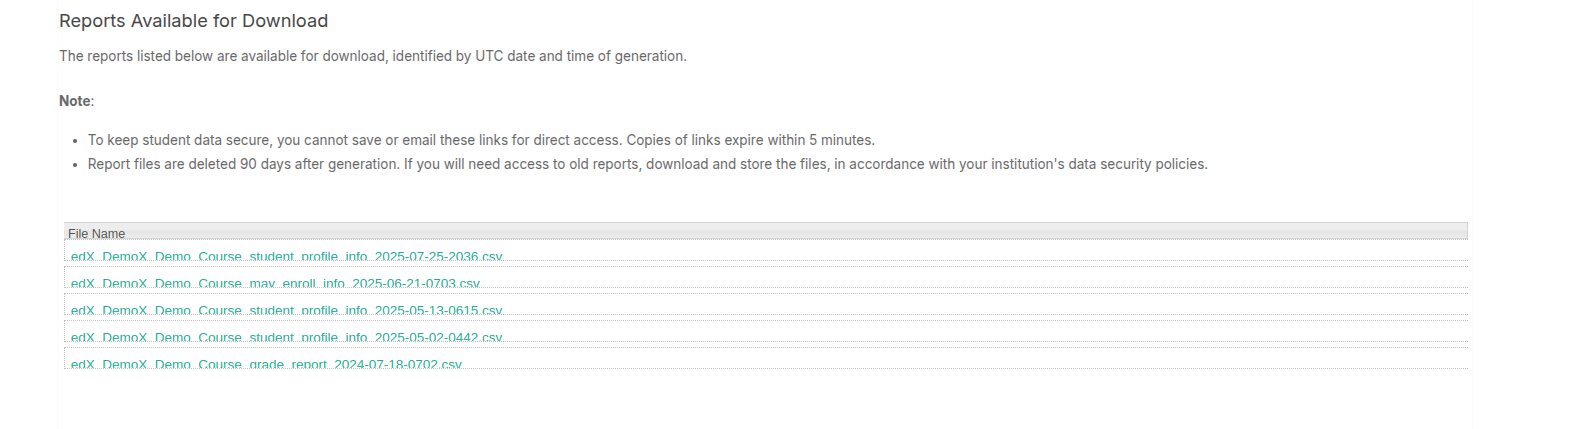 Reports Available for Download
The reports listed below are available for download, identified by UTC date and time of generation.
Note:
• To keep student data secure, you cannot save or email these links for direct access. Copies of links expire within 5 minutes.
• Report files are deleted 90 days after generation. If you will need access to old reports, download and store the files, in accordance with your institution's data security policies.
File Name
edX_DemoX_Demo_Course_student_profile_info_2025-07-25-2036.csv
edX_DemoX_Demo_Course_may_enroll_info_2025-06-21-0703.csv
edX_DemoX_Demo_Course_student_profile_info_2025-05-13-0615.csv
edX_DemoX_Demo_Course_student_profile_info_2025-05-02-0442.csv
edX_DemoX_Demo_Course_grade_report_2024-07-18-0702.csv